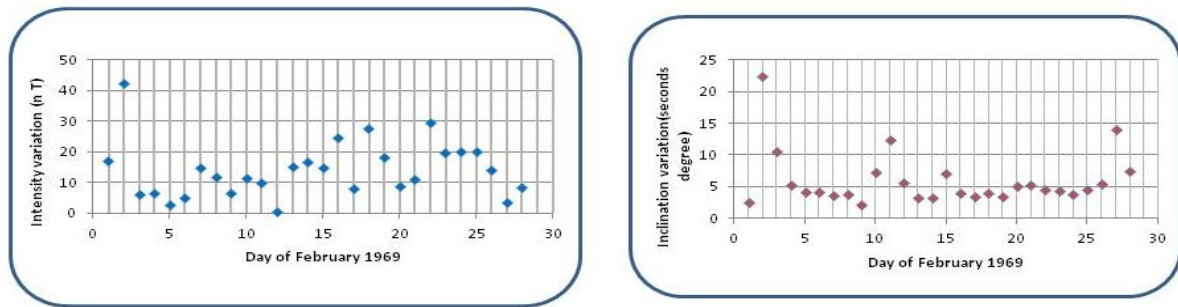 50
40
30
20
10
0
0 5 10 15 20 25 30
Intensity variation (n T)
Day of February 1969
25
20
15
10
5
0
0 5 10 15 20 25 30
Inclination variation(seconds
degree)
Day of February 1969